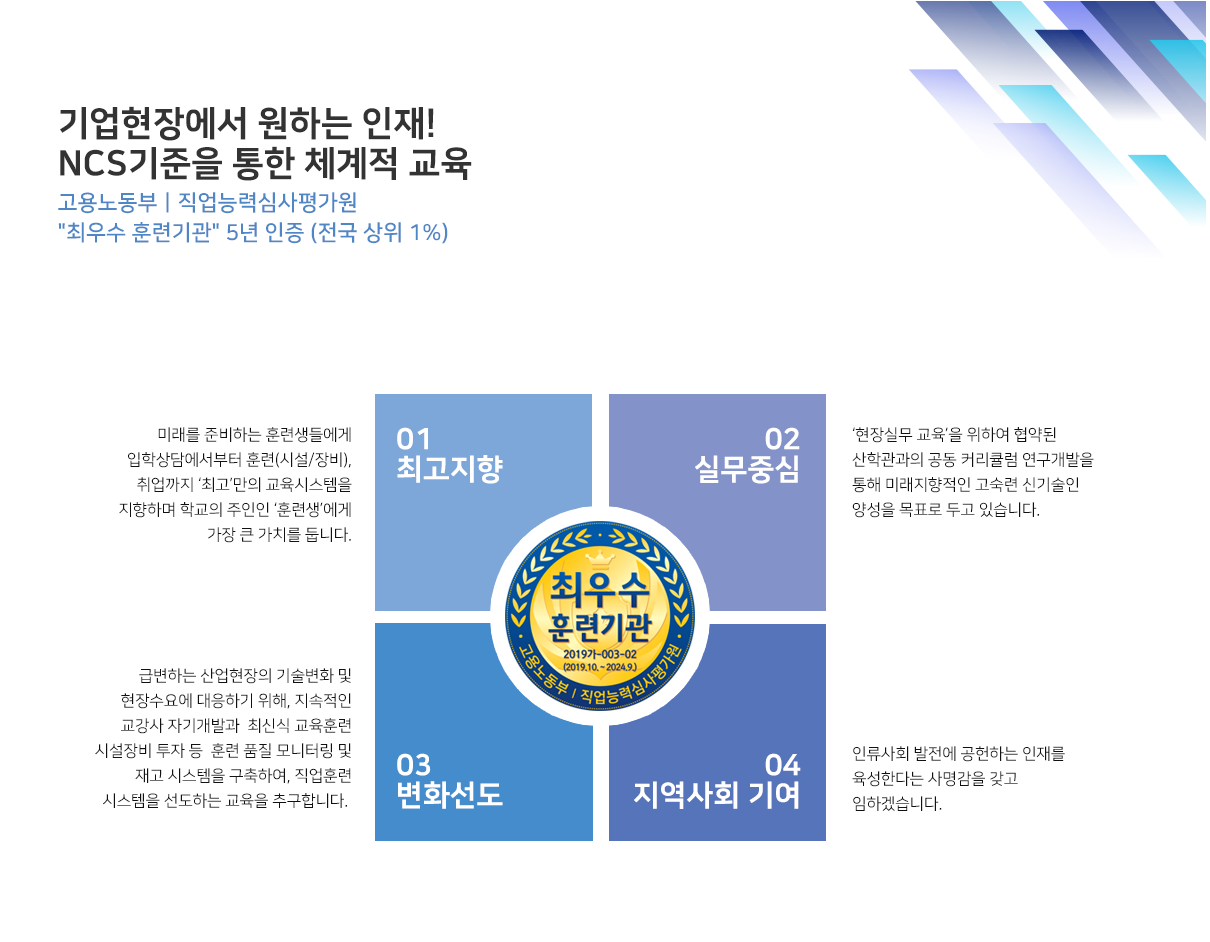 기업현장에서 원하는 인재!
NCS기준을 통한 체계적 교육
고용노동부 | 직업능력심사평가원
"최우수 훈련기관" 5년 인증 (전국 상위 1%)
01
최고지향
미래를 준비하는 훈련생들에게
입학상담에서부터 훈련(시설/장비),
취업까지 ‘최고’만의 교육시스템을
지향하며 학교의 주인인 ‘훈련생’에게
가장 큰 가치를 둡니다.
02
실무중심
‘현장실무 교육‘을 위하여 협약된
산학관과의 공동 커리큘럼 연구개발을
통해 미래지향적인 고숙련 신기술인
양성을 목표로 두고 있습니다.
최우수
훈련기관
2019가-003-02
(2019.10. ~ 2024.9.)
고용노동부 | 직업능력심사평가원
03
변화선도
급변하는 산업현장의 기술변화 및
현장수요에 대응하기 위해, 지속적인
교강사 자기개발과 최신식 교육훈련
시설장비 투자 등 훈련 품질 모니터링 및
재고 시스템을 구축하여, 직업훈련
시스템을 선도하는 교육을 추구합니다.
04
지역사회 기여
인류사회 발전에 공헌하는 인재를
육성한다는 사명감을 갖고
임하겠습니다.